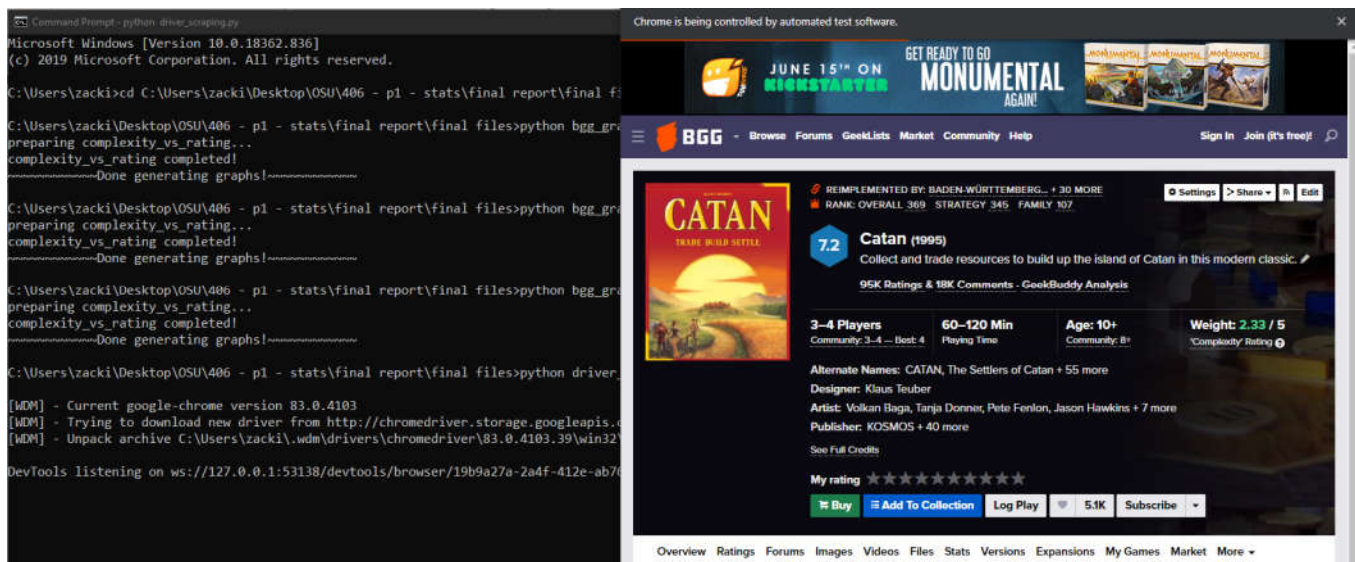 Command Prompt - python driver_scraping.py
Microsoft Windows [Version 10.0.18362.836]
(c) 2019 Microsoft Corporation. All rights reserved.
C:\Users\zacki>cd C:\Users\zacki\Desktop\OSU\406 - p1 - stats\final report\final fi
C:\Users\zacki\Desktop\OSU\406 - p1 - stats\final report\final files>python bgg_gra
preparing complexity_vs_rating...
complexity_vs_rating completed!
~~~~~~~~~~~~~Done generating graphs!~~~~~~~~~~~~~
C:\Users\zacki\Desktop\OSU\406 - p1 - stats\final report\final files>python bgg_gra
preparing complexity_vs_rating...
complexity_vs_rating completed!
~~~~~~~~~~~~~Done generating graphs!~~~~~~~~~~~~~
C:\Users\zacki\Desktop\OSU\406 - p1 - stats\final report\final files>python bgg_gra
preparing complexity_vs_rating...
complexity_vs_rating completed!
~~~~~~~~~~~~~Done generating graphs!~~~~~~~~~~~~~
C:\Users\zacki\Desktop\OSU\406 - p1 - stats\final report\final files>python driver_
[WDM] - Current google-chrome version 83.0.4103
[WDM] - Trying to download new driver from http://chromedriver.storage.googleapis.c
[WDM] - Unpack archive C:\Users\zacki\.wdm\drivers\chromedriver\83.0.4103.39\win32\
DevTools listening on ws://127.0.0.1:53138/devtools/browser/19b9a27a-2a4f-412e-ab76
Chrome is being controlled by automated test software.
JUNE 15TH ON
KICKSTARTER
GET READY TO GO
MONUMENTAL
AGAIN!
MONUMENTAL MONUMENTAL MONUMENTAL
BGG Browse Forums GeekLists Market Community Help Sign In Join (it's free)!
CATAN
TRADE BUILD SETTLE
REIMPLEMENTED BY: BADEN-WÜRTTEMBERG... + 30 MORE
RANK: OVERALL 369 STRATEGY 345 FAMILY 107
Settings Share Edit
7.2 Catan (1995)
Collect and trade resources to build up the island of Catan in this modern classic.
95K Ratings & 18K Comments - GeekBuddy Analysis
3–4 Players 60–120 Min Age: 10+ Weight: 2.33 / 5
Community: 3–4 — Best: 4 Playing Time Community: 8+ 'Complexity' Rating
Alternate Names: CATAN, The Settlers of Catan + 55 more
Designer: Klaus Teuber
Artist: Volkan Baga, Tanja Donner, Pete Fenlon, Jason Hawkins + 7 more
Publisher: KOSMOS + 40 more
See Full Credits
My rating
Buy Add To Collection Log Play 5.1K Subscribe
Overview Ratings Forums Images Videos Files Stats Versions Expansions My Games Market More